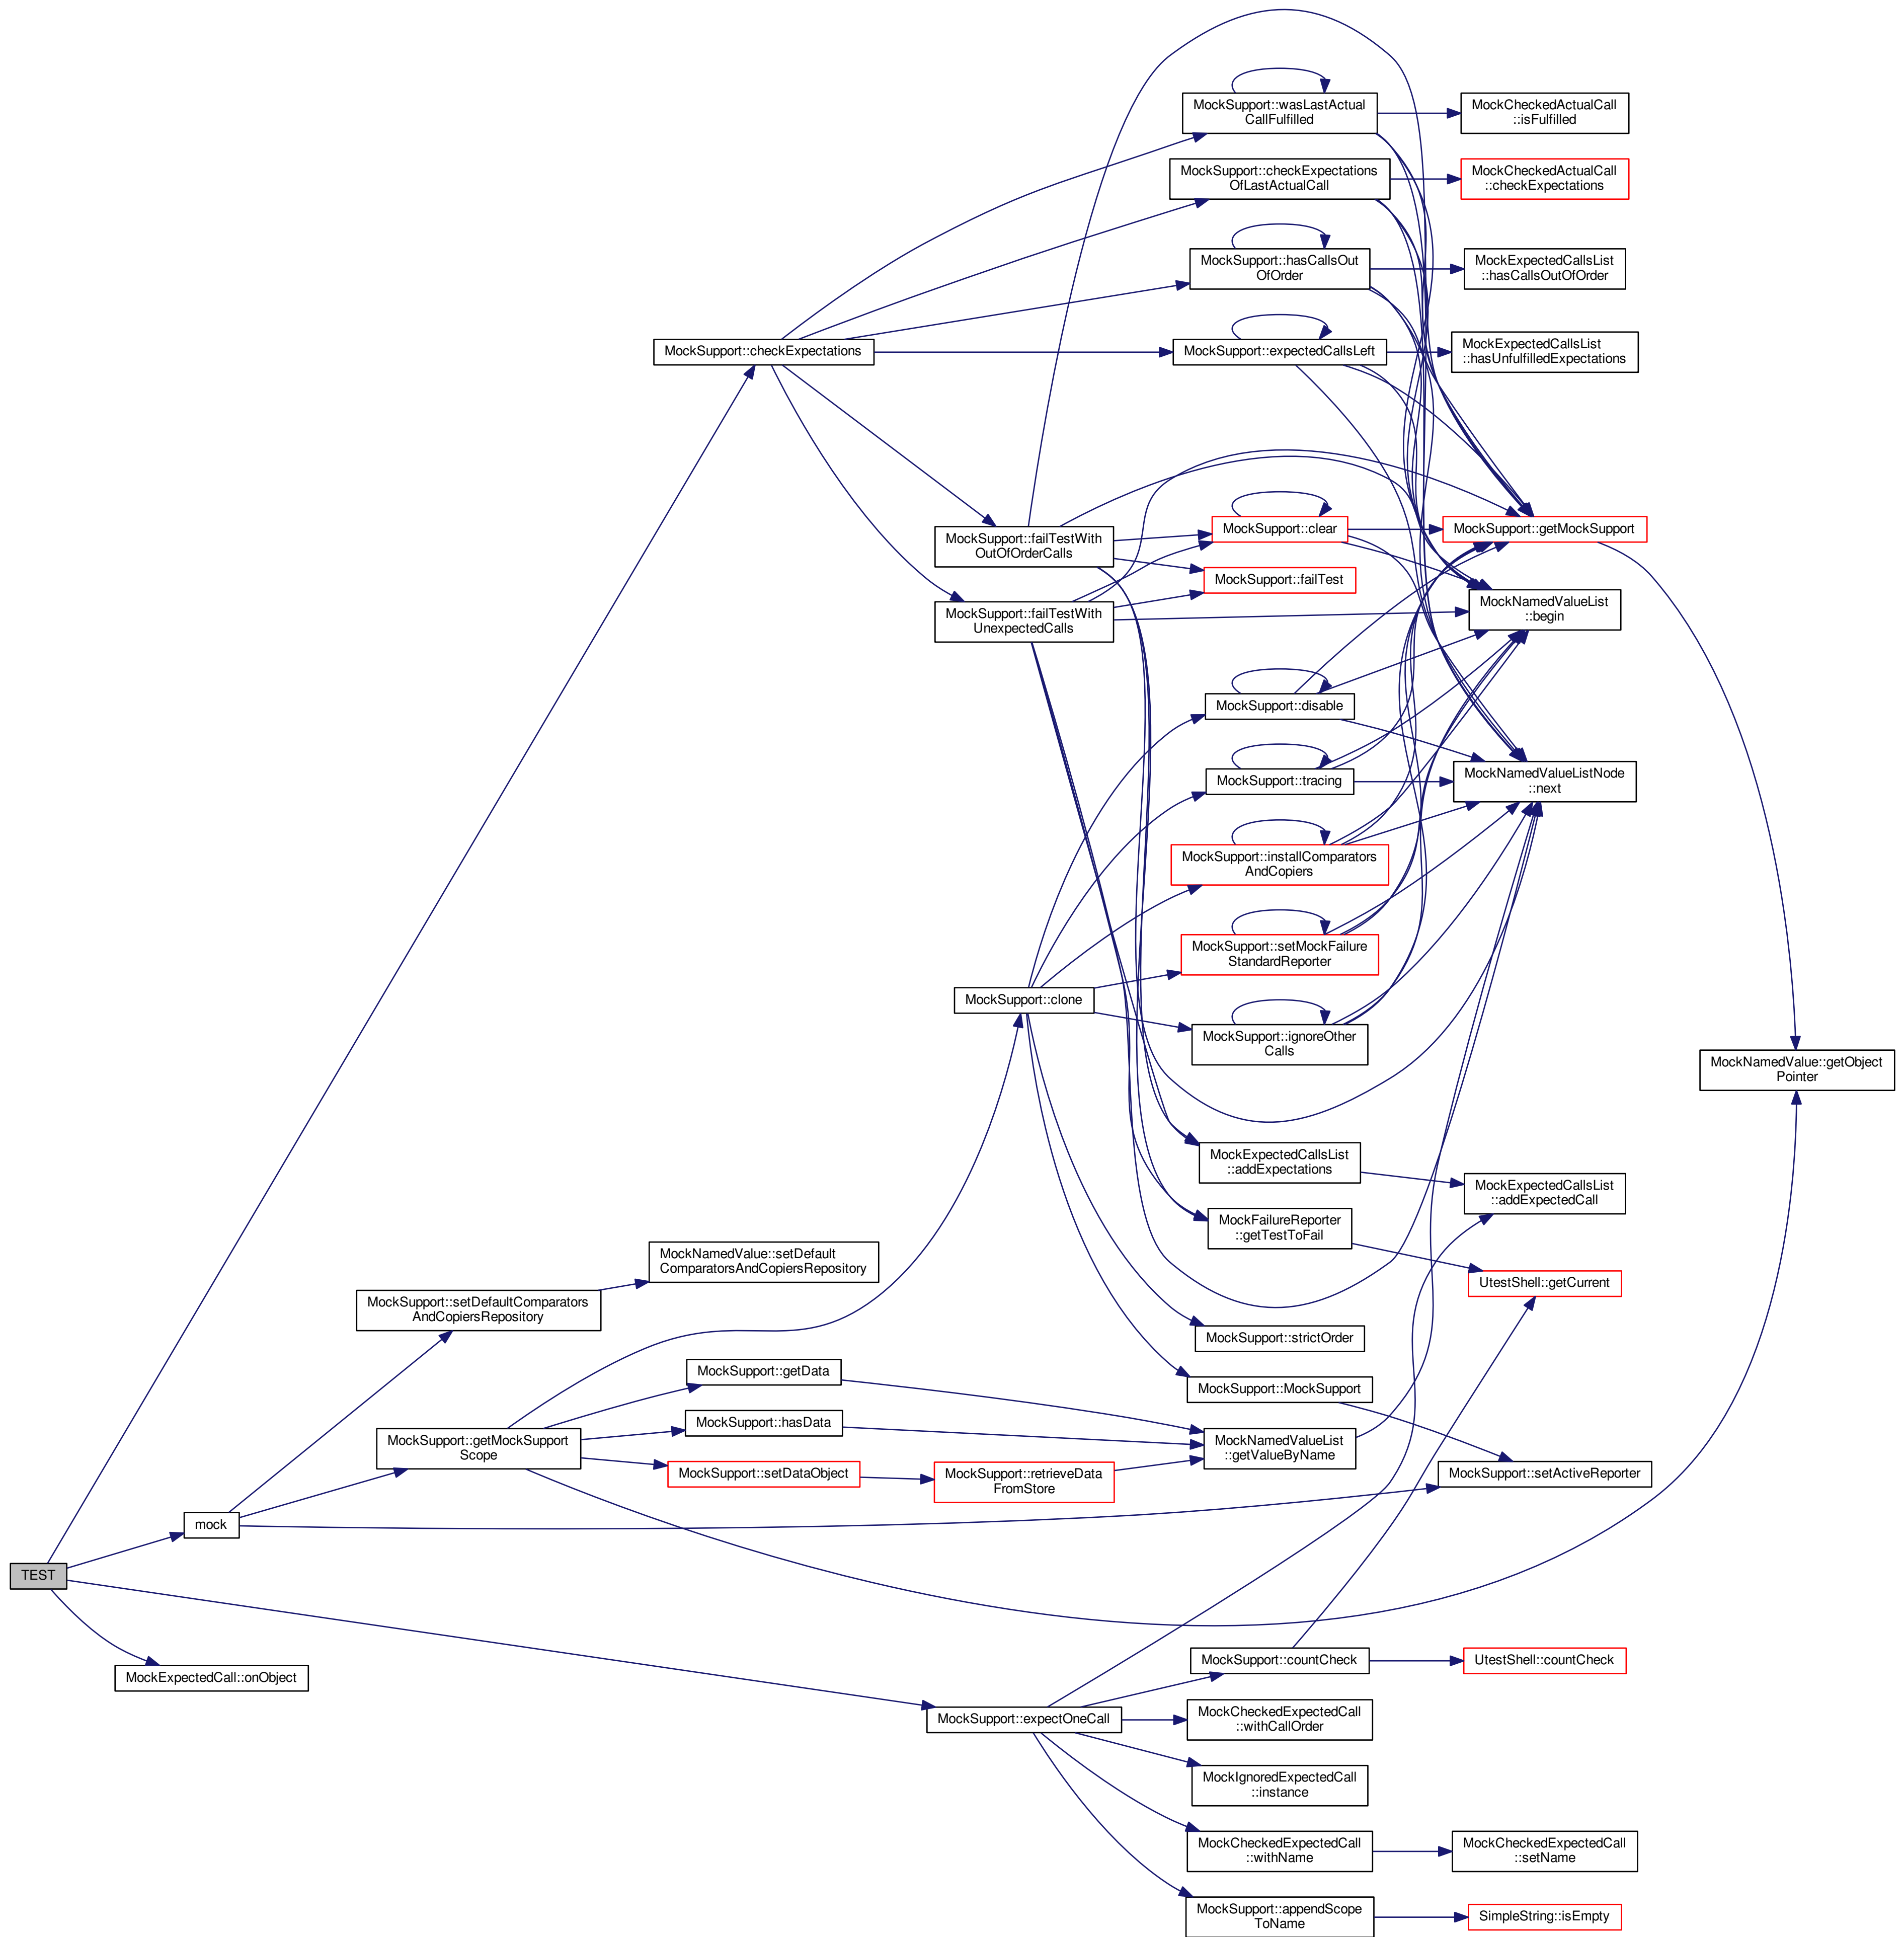 MockSupport::wasLastActual
CallFulfilled
MockCheckedActualCall
::isFulfilled
MockSupport::checkExpectations
OfLastActualCall
MockCheckedActualCall
::checkExpectations
MockSupport::hasCallsOut
OfOrder
MockExpectedCallsList
::hasCallsOutOfOrder
MockSupport::checkExpectations
MockSupport::expectedCallsLeft
MockExpectedCallsList
::hasUnfulfilledExpectations
MockSupport::failTestWith
OutOfOrderCalls
MockSupport::clear
MockSupport::getMockSupport
MockSupport::failTest
MockSupport::failTestWith
UnexpectedCalls
MockNamedValueList
::begin
MockSupport::disable
MockSupport::tracing
MockNamedValueListNode
::next
MockSupport::installComparators
AndCopiers
MockSupport::setMockFailure
StandardReporter
MockSupport::clone
MockSupport::ignoreOther
Calls
MockNamedValue::getObject
Pointer
MockExpectedCallsList
::addExpectations
MockExpectedCallsList
::addExpectedCall
MockFailureReporter
::getTestToFail
MockNamedValue::setDefault
ComparatorsAndCopiersRepository
UtestShell::getCurrent
MockSupport::setDefaultComparators
AndCopiersRepository
MockSupport::strictOrder
MockSupport::getData
MockSupport::MockSupport
MockSupport::hasData
MockSupport::getMockSupport
Scope
MockNamedValueList
::getValueByName
MockSupport::setDataObject
MockSupport::retrieveData
FromStore
MockSupport::setActiveReporter
mock
TEST
MockExpectedCall::onObject
MockSupport::countCheck
UtestShell::countCheck
MockSupport::expectOneCall
MockCheckedExpectedCall
::withCallOrder
MockIgnoredExpectedCall
::instance
MockCheckedExpectedCall
::withName
MockCheckedExpectedCall
::setName
MockSupport::appendScope
ToName
SimpleString::isEmpty